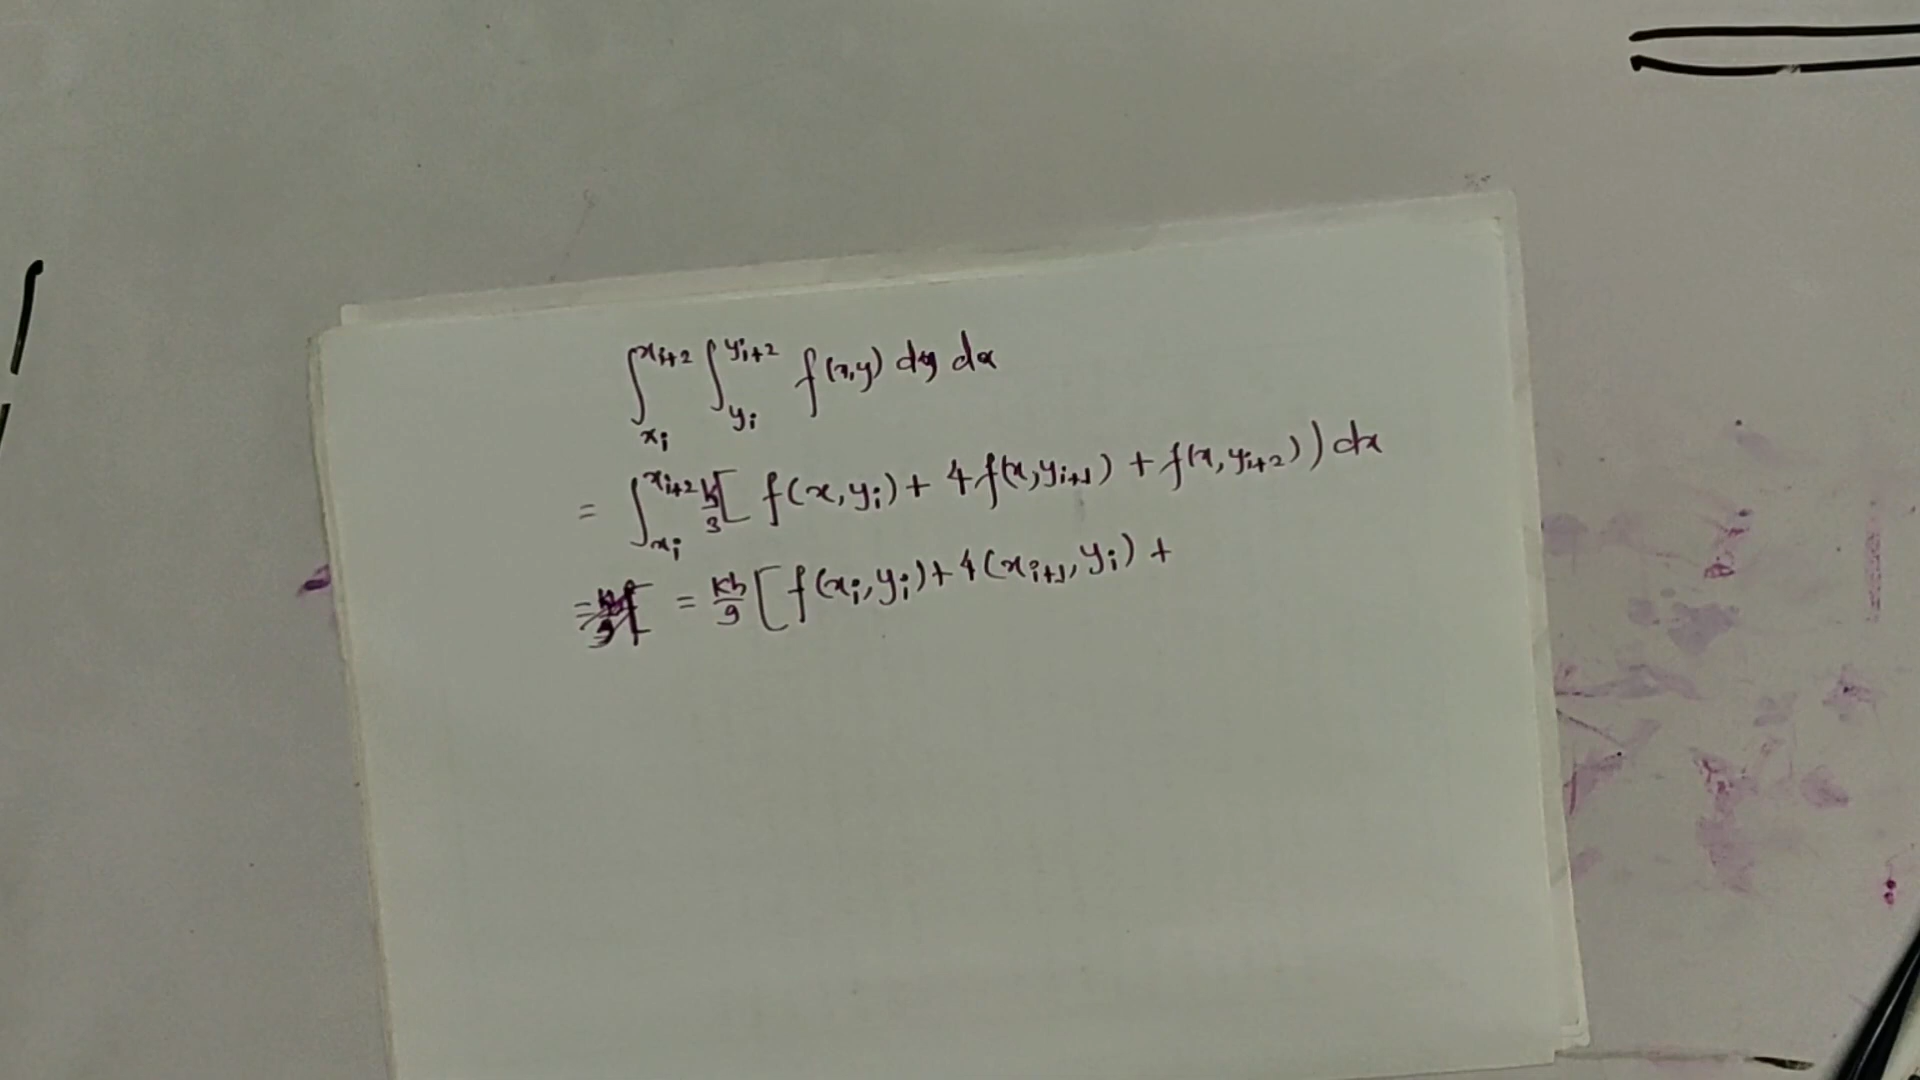 ∫_{x_i}^{x_{i+2}} ∫_{y_i}^{y_{i+2}} f(x,y) dy dx
= ∫_{x_i}^{x_{i+2}} k/3 [ f(x, y_i) + 4 f(x, y_{i+1}) + f(x, y_{i+2}) ) dx
= kh/9 [ f(x_i, y_i) + 4(x_{i+1}, y_i) +